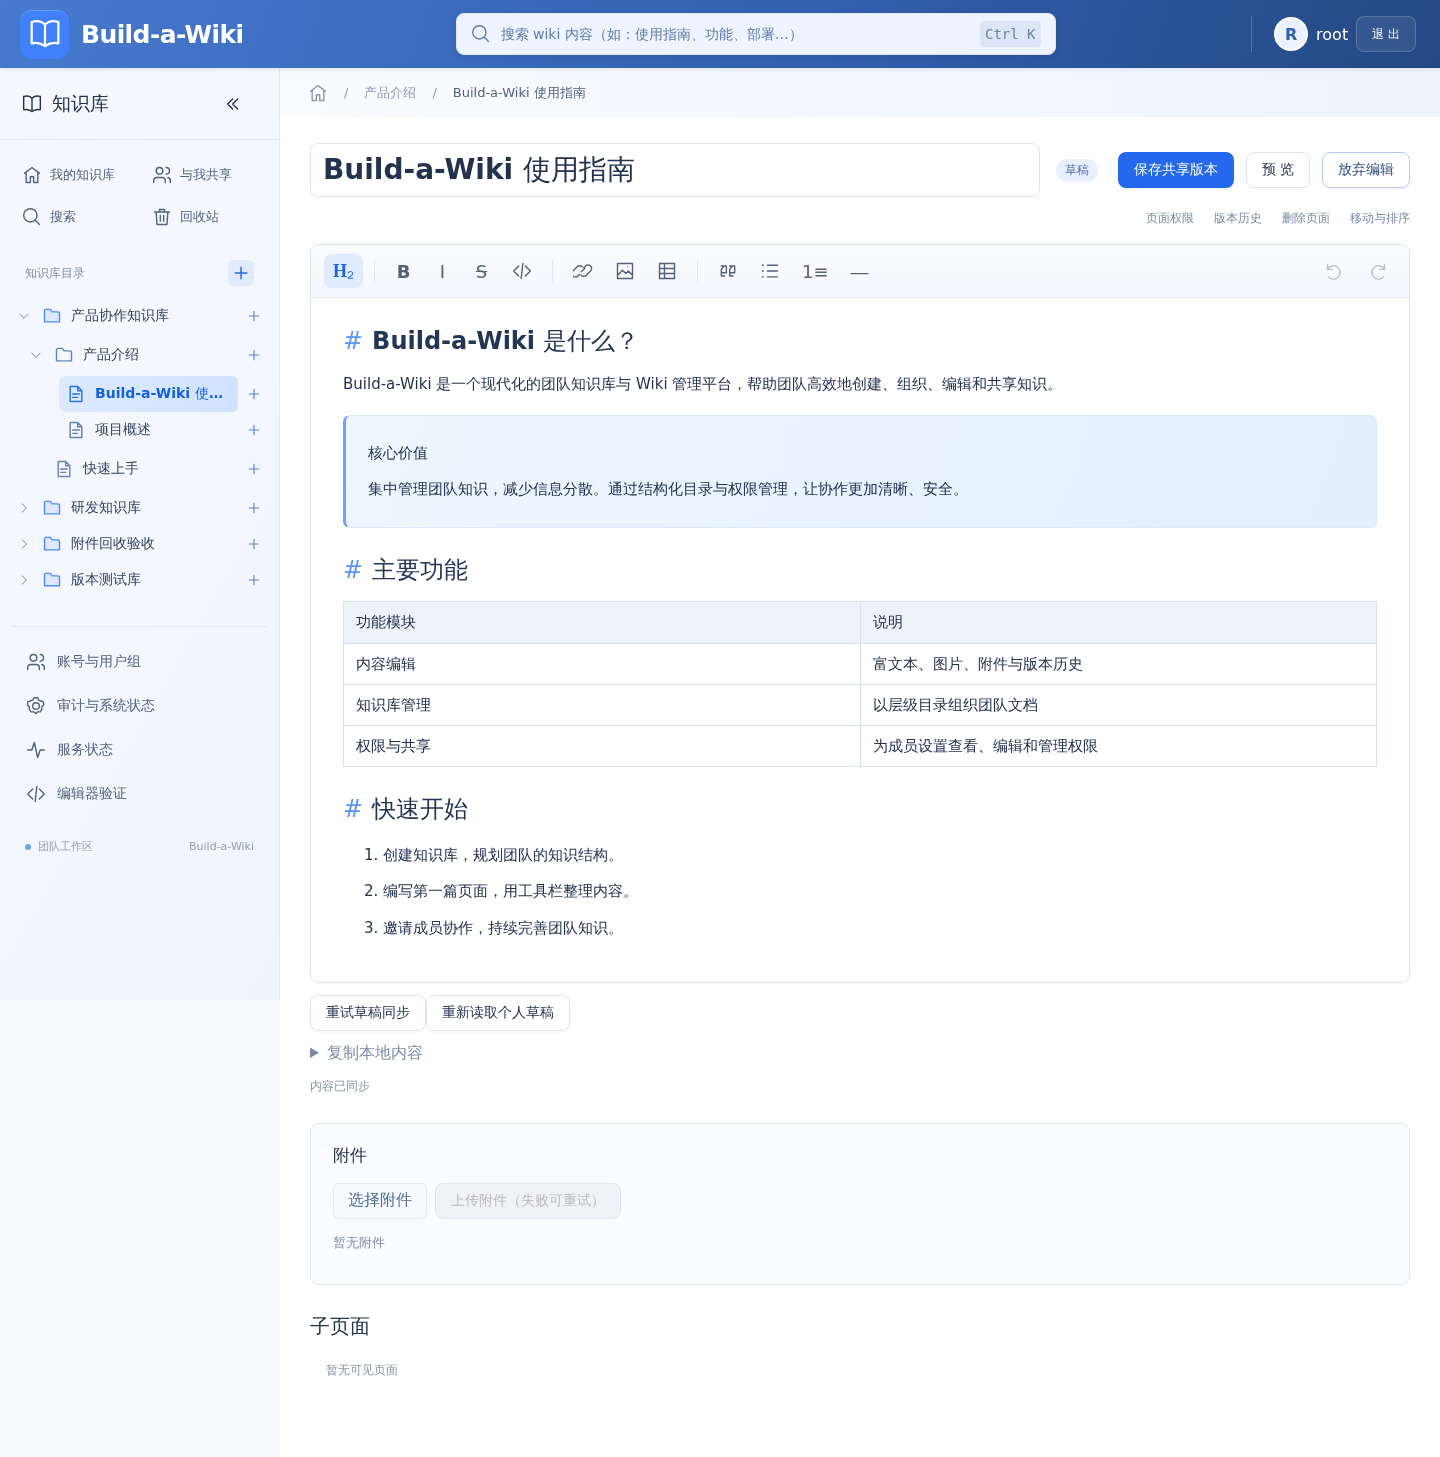 Build-a-Wiki
搜索 wiki 内容（如：使用指南、功能、部署...）
Ctrl K
R
root
退 出
知识库
我的知识库
与我共享
搜索
回收站
知识库目录
产品协作知识库
产品介绍
Build-a-Wiki 使...
项目概述
快速上手
研发知识库
附件回收验收
版本测试库
账号与用户组
审计与系统状态
服务状态
编辑器验证
团队工作区
Build-a-Wiki
/ 产品介绍 / Build-a-Wiki 使用指南
Build-a-Wiki 使用指南
草稿
保存共享版本
预 览
放弃编辑
页面权限
版本历史
删除页面
移动与排序
H₂ B I S 1≡ —
# Build-a-Wiki 是什么？
Build-a-Wiki 是一个现代化的团队知识库与 Wiki 管理平台，帮助团队高效地创建、组织、编辑和共享知识。
核心价值
集中管理团队知识，减少信息分散。通过结构化目录与权限管理，让协作更加清晰、安全。
# 主要功能
功能模块 说明
内容编辑 富文本、图片、附件与版本历史
知识库管理 以层级目录组织团队文档
权限与共享 为成员设置查看、编辑和管理权限
# 快速开始
1. 创建知识库，规划团队的知识结构。
2. 编写第一篇页面，用工具栏整理内容。
3. 邀请成员协作，持续完善团队知识。
重试草稿同步
重新读取个人草稿
复制本地内容
内容已同步
附件
选择附件
上传附件（失败可重试）
暂无附件
子页面
暂无可见页面